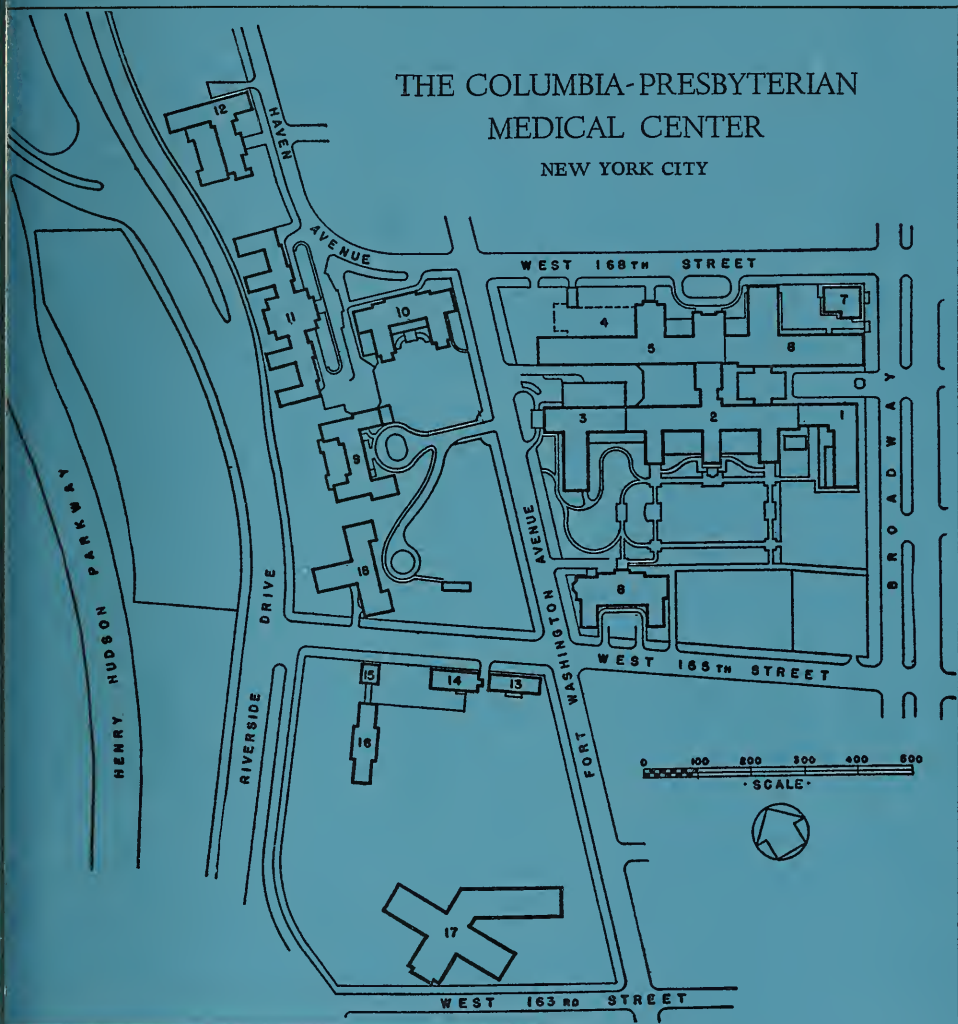 THE COLUMBIA-PRESBYTERIAN
MEDICAL CENTER
NEW YORK CITY
12
HAVEN
AVENUE
WEST 168TH STREET
11
10
4
7
5
6
3
2
1
9
BROADWAY
18
8
HENRY HUDSON PARKWAY
RIVERSIDE DRIVE
FORT WASHINGTON AVENUE
WEST 165TH STREET
15
14
13
16
0 100 200 300 400 500
· SCALE ·
17
WEST 163RD STREET